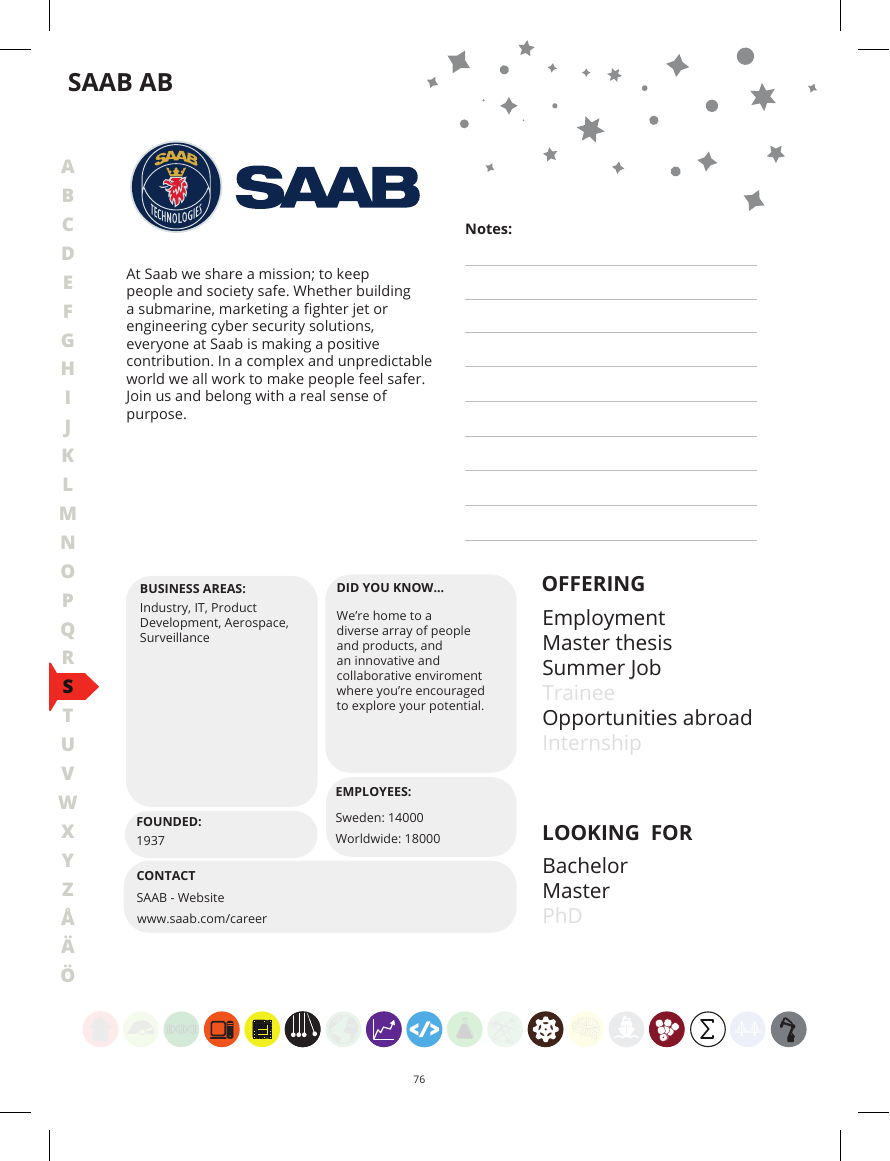 SAAB AB
A
B
C
D
E
F
G
H
I
J
K
L
M
N
O
P
Q
R
S
T
U
V
W
X
Y
Z
Å
Ä
Ö
SAAB
TECHNOLOGIES
SAAB
Notes:
At Saab we share a mission; to keep
people and society safe. Whether building
a submarine, marketing a fighter jet or
engineering cyber security solutions,
everyone at Saab is making a positive
contribution. In a complex and unpredictable
world we all work to make people feel safer.
Join us and belong with a real sense of
purpose.
BUSINESS AREAS:
Industry, IT, Product
Development, Aerospace,
Surveillance
DID YOU KNOW...
We’re home to a
diverse array of people
and products, and
an innovative and
collaborative enviroment
where you’re encouraged
to explore your potential.
FOUNDED:
1937
EMPLOYEES:
Sweden: 14000
Worldwide: 18000
CONTACT
SAAB - Website
www.saab.com/career
OFFERING
Employment
Master thesis
Summer Job
Trainee
Opportunities abroad
Internship
LOOKING FOR
Bachelor
Master
PhD
</>
Σ
76